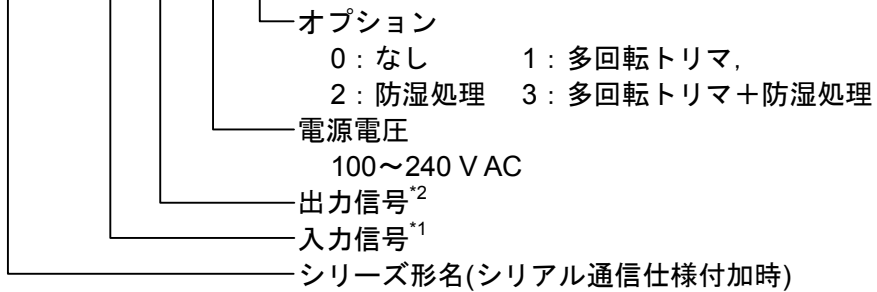 オプション
0：なし 1：多回転トリマ,
2：防湿処理 3：多回転トリマ＋防湿処理
電源電圧
100～240 V AC
出力信号*2
入力信号*1
シリーズ形名(シリアル通信仕様付加時)